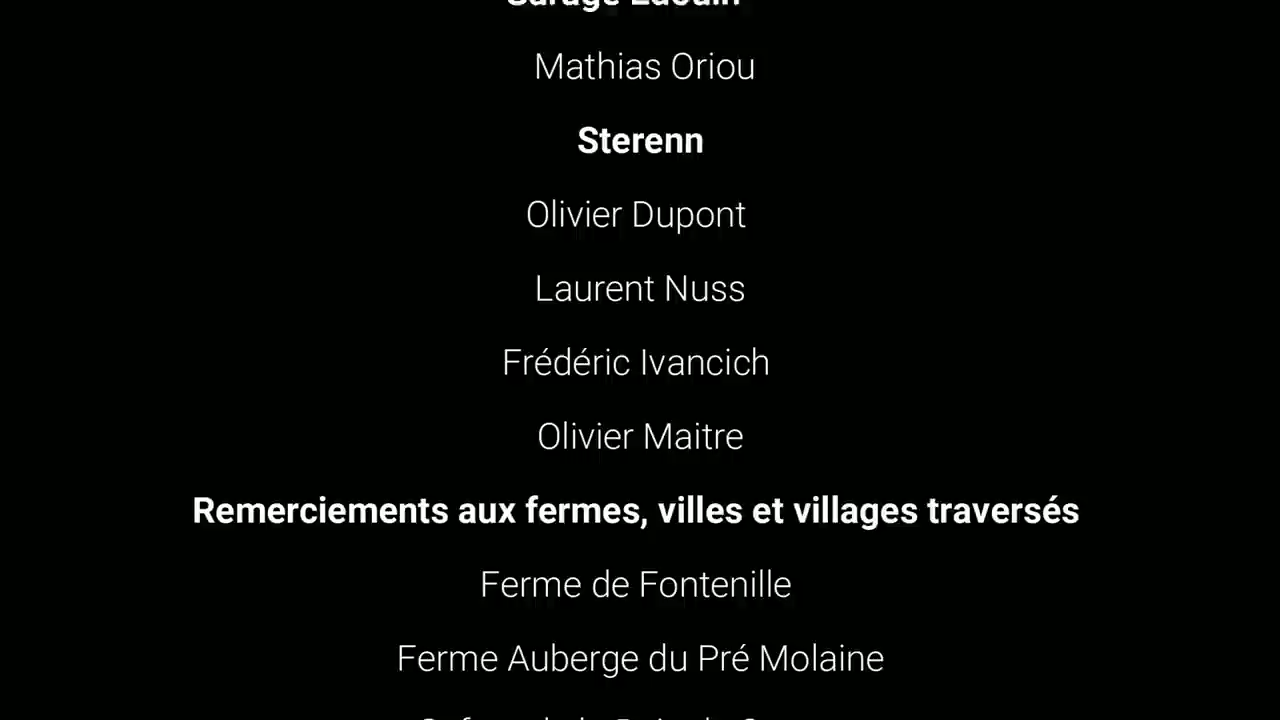 Mathias Oriou
Sterenn
Olivier Dupont
Laurent Nuss
Frédéric Ivancich
Olivier Maitre
Remerciements aux fermes, villes et villages traversés
Ferme de Fontenille
Ferme Auberge du Pré Molaine